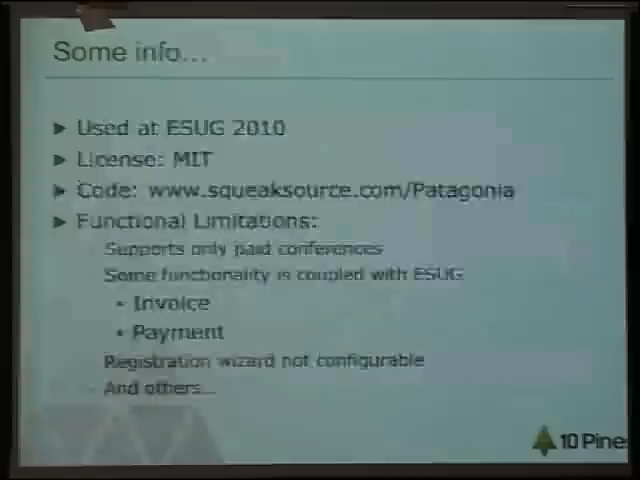 Some info...
► Used at ESUG 2010
► License: MIT
► Code: www.squeaksource.com/Patagonia
► Functional Limitations:
- Supports only paid conferences
Some functionality is coupled with ESUG
• Invoice
• Payment
Registration wizard not configurable
- And others...
10 Pine